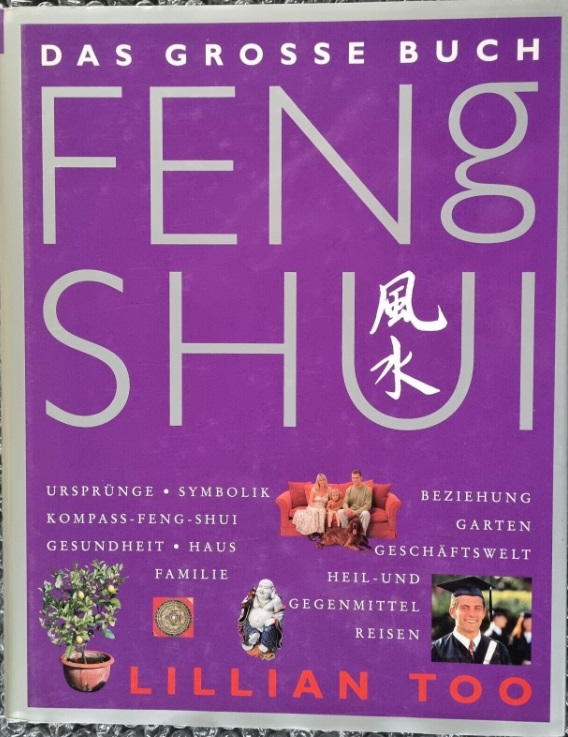 DAS GROSSE BUCH
FENg
SHUI
風
水
URSPRÜNGE • SYMBOLIK
KOMPASS-FENG-SHUI
GESUNDHEIT • HAUS
FAMILIE
BEZIEHUNG
GARTEN
GESCHÄFTSWELT
HEIL-UND
GEGENMITTEL
REISEN
LILLIAN TOO